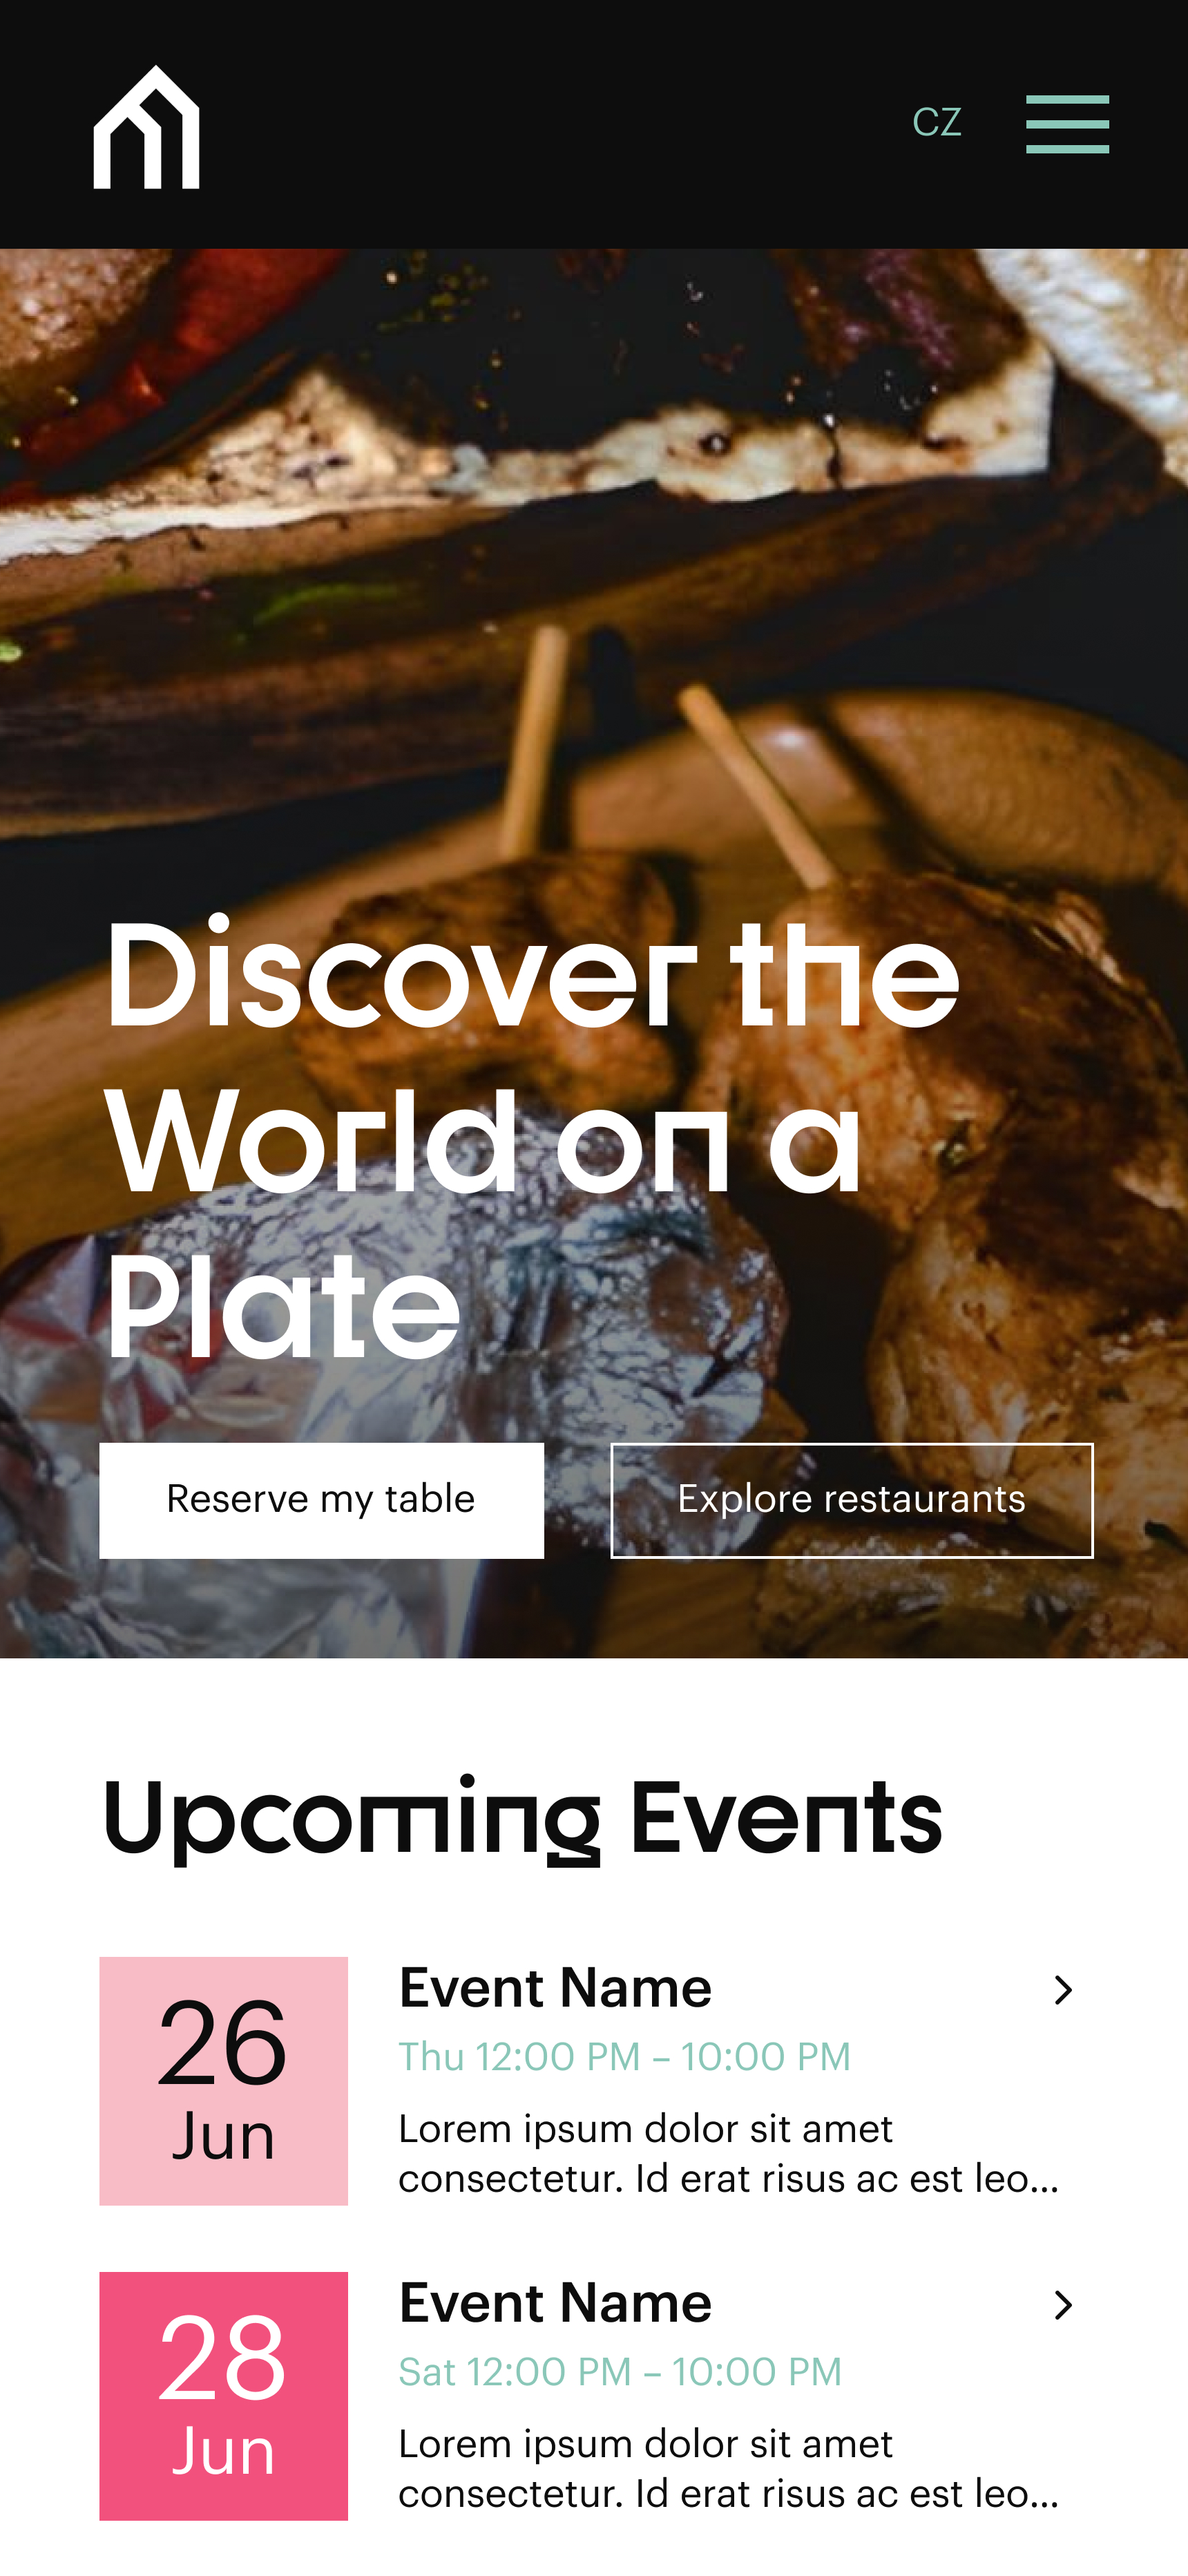 CZ
Discover the
World on a
Plate
Reserve my table
Explore restaurants
Upcoming Events
26
Jun
Event Name
Thu 12:00 PM – 10:00 PM
Lorem ipsum dolor sit amet
consectetur. Id erat risus ac est leo...
28
Jun
Event Name
Sat 12:00 PM – 10:00 PM
Lorem ipsum dolor sit amet
consectetur. Id erat risus ac est leo...